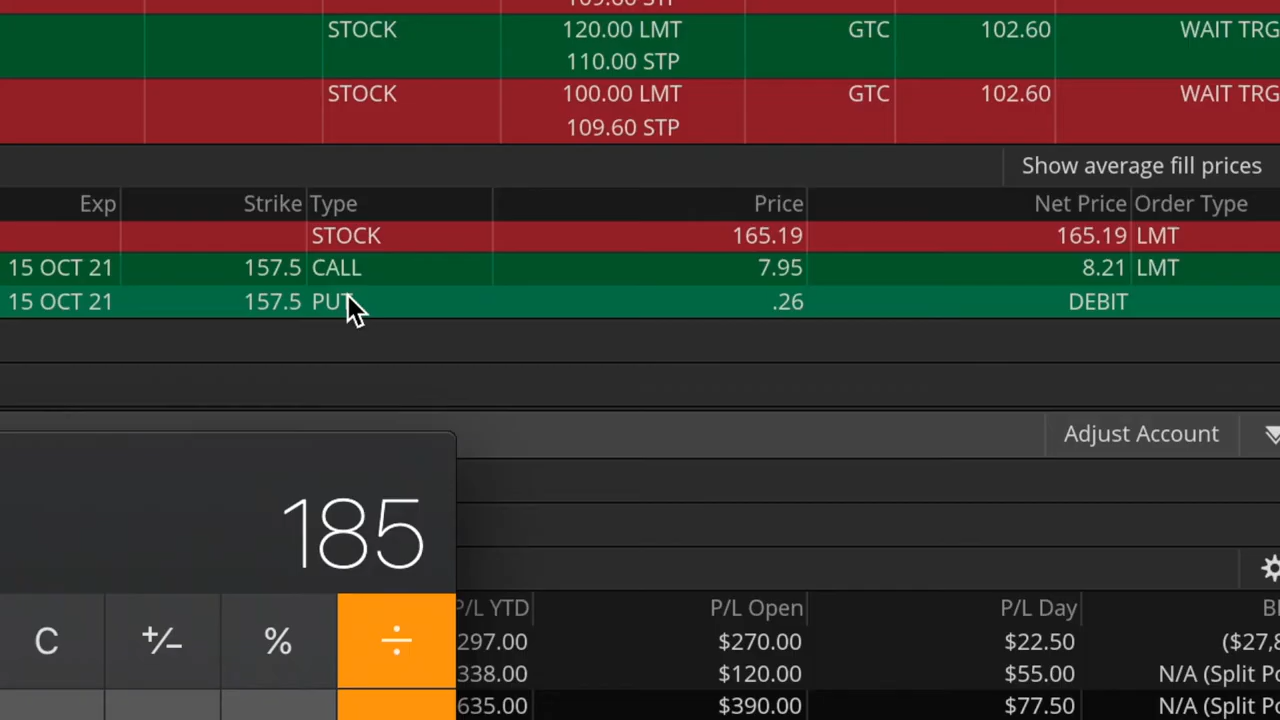 STOCK 120.00 LMT GTC 102.60 WAIT TRG
110.00 STP
STOCK 100.00 LMT GTC 102.60 WAIT TRG
109.60 STP
Show average fill prices
Exp Strike Type Price Net Price Order Type
STOCK 165.19 165.19 LMT
15 OCT 21 157.5 CALL 7.95 8.21 LMT
15 OCT 21 157.5 PUT .26 DEBIT
Adjust Account
185
C +/− % ÷
P/L YTD P/L Open P/L Day
297.00 $270.00 $22.50 ($27,8
338.00 $120.00 $55.00 N/A (Split Po
635.00 $390.00 $77.50 N/A (Split Po